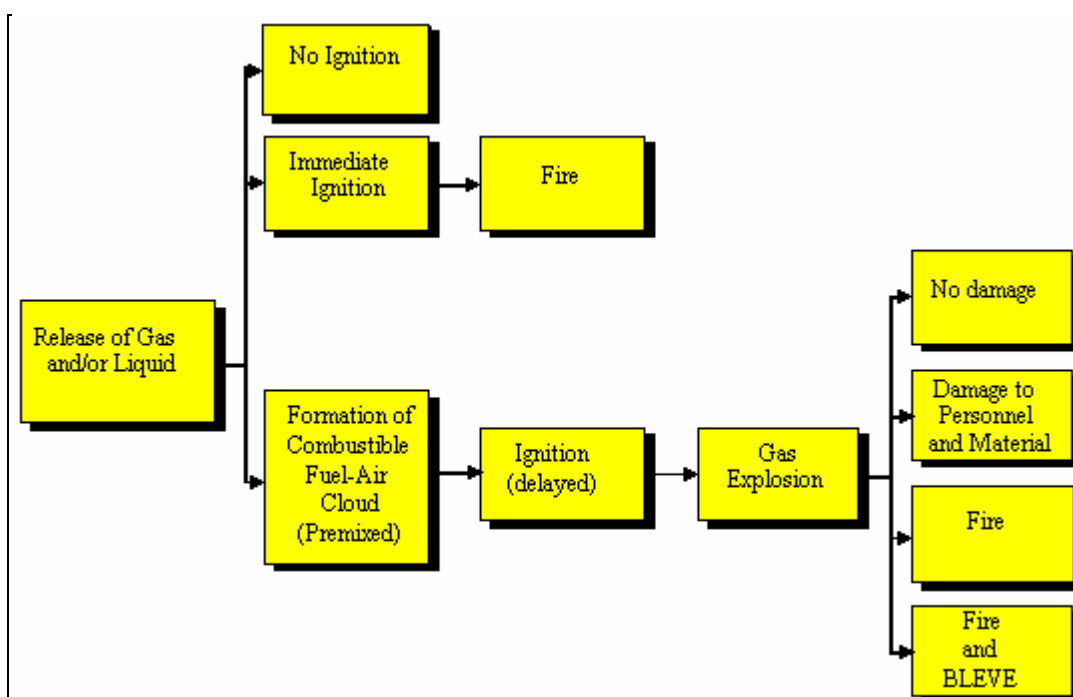 No Ignition
Immediate
Ignition
Fire
Release of Gas
and/or Liquid
Formation of
Combustible
Fuel-Air
Cloud
(Premixed)
Ignition
(delayed)
Gas
Explosion
No damage
Damage to
Personnel
and Material
Fire
Fire
and
BLEVE